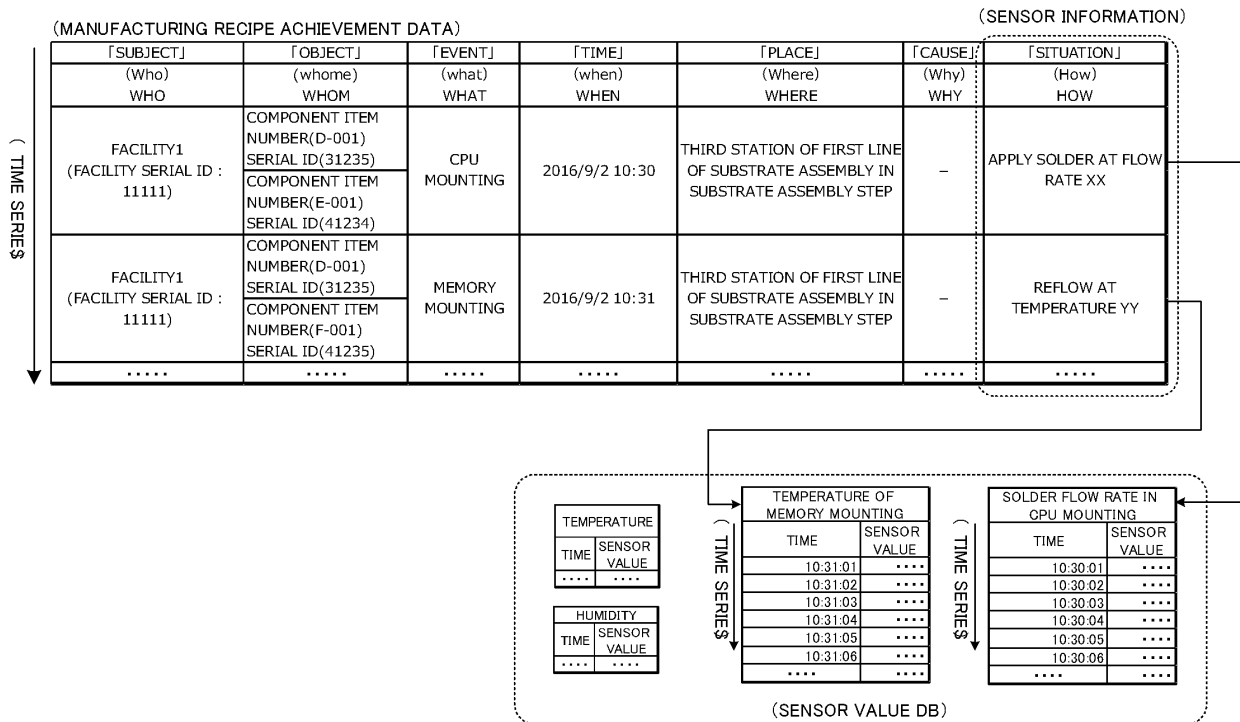 (MANUFACTURING RECIPE ACHIEVEMENT DATA)
(SENSOR INFORMATION)
「SUBJECT」 「OBJECT」 「EVENT」 「TIME」 「PLACE」 「CAUSE」 「SITUATION」
(Who) (whome) (what) (when) (Where) (Why) (How)
WHO WHOM WHAT WHEN WHERE WHY HOW
(TIME SERIES)
FACILITY1
(FACILITY SERIAL ID :
11111)
COMPONENT ITEM
NUMBER(D-001)
SERIAL ID(31235)
COMPONENT ITEM
NUMBER(E-001)
SERIAL ID(41234)
CPU
MOUNTING
2016/9/2 10:30
THIRD STATION OF FIRST LINE
OF SUBSTRATE ASSEMBLY IN
SUBSTRATE ASSEMBLY STEP
–
APPLY SOLDER AT FLOW
RATE XX
FACILITY1
(FACILITY SERIAL ID :
11111)
COMPONENT ITEM
NUMBER(D-001)
SERIAL ID(31235)
COMPONENT ITEM
NUMBER(F-001)
SERIAL ID(41235)
MEMORY
MOUNTING
2016/9/2 10:31
THIRD STATION OF FIRST LINE
OF SUBSTRATE ASSEMBLY IN
SUBSTRATE ASSEMBLY STEP
–
REFLOW AT
TEMPERATURE YY
..... ..... ..... ..... ..... ..... .....
TEMPERATURE
TIME SENSOR
VALUE
.... ....
HUMIDITY
TIME SENSOR
VALUE
.... ....
(TIME SERIES)
TEMPERATURE OF
MEMORY MOUNTING
TIME SENSOR
VALUE
10:31:01 ....
10:31:02 ....
10:31:03 ....
10:31:04 ....
10:31:05 ....
10:31:06 ....
.... ....
(TIME SERIES)
SOLDER FLOW RATE IN
CPU MOUNTING
TIME SENSOR
VALUE
10:30:01 ....
10:30:02 ....
10:30:03 ....
10:30:04 ....
10:30:05 ....
10:30:06 ....
.... ....
(SENSOR VALUE DB)